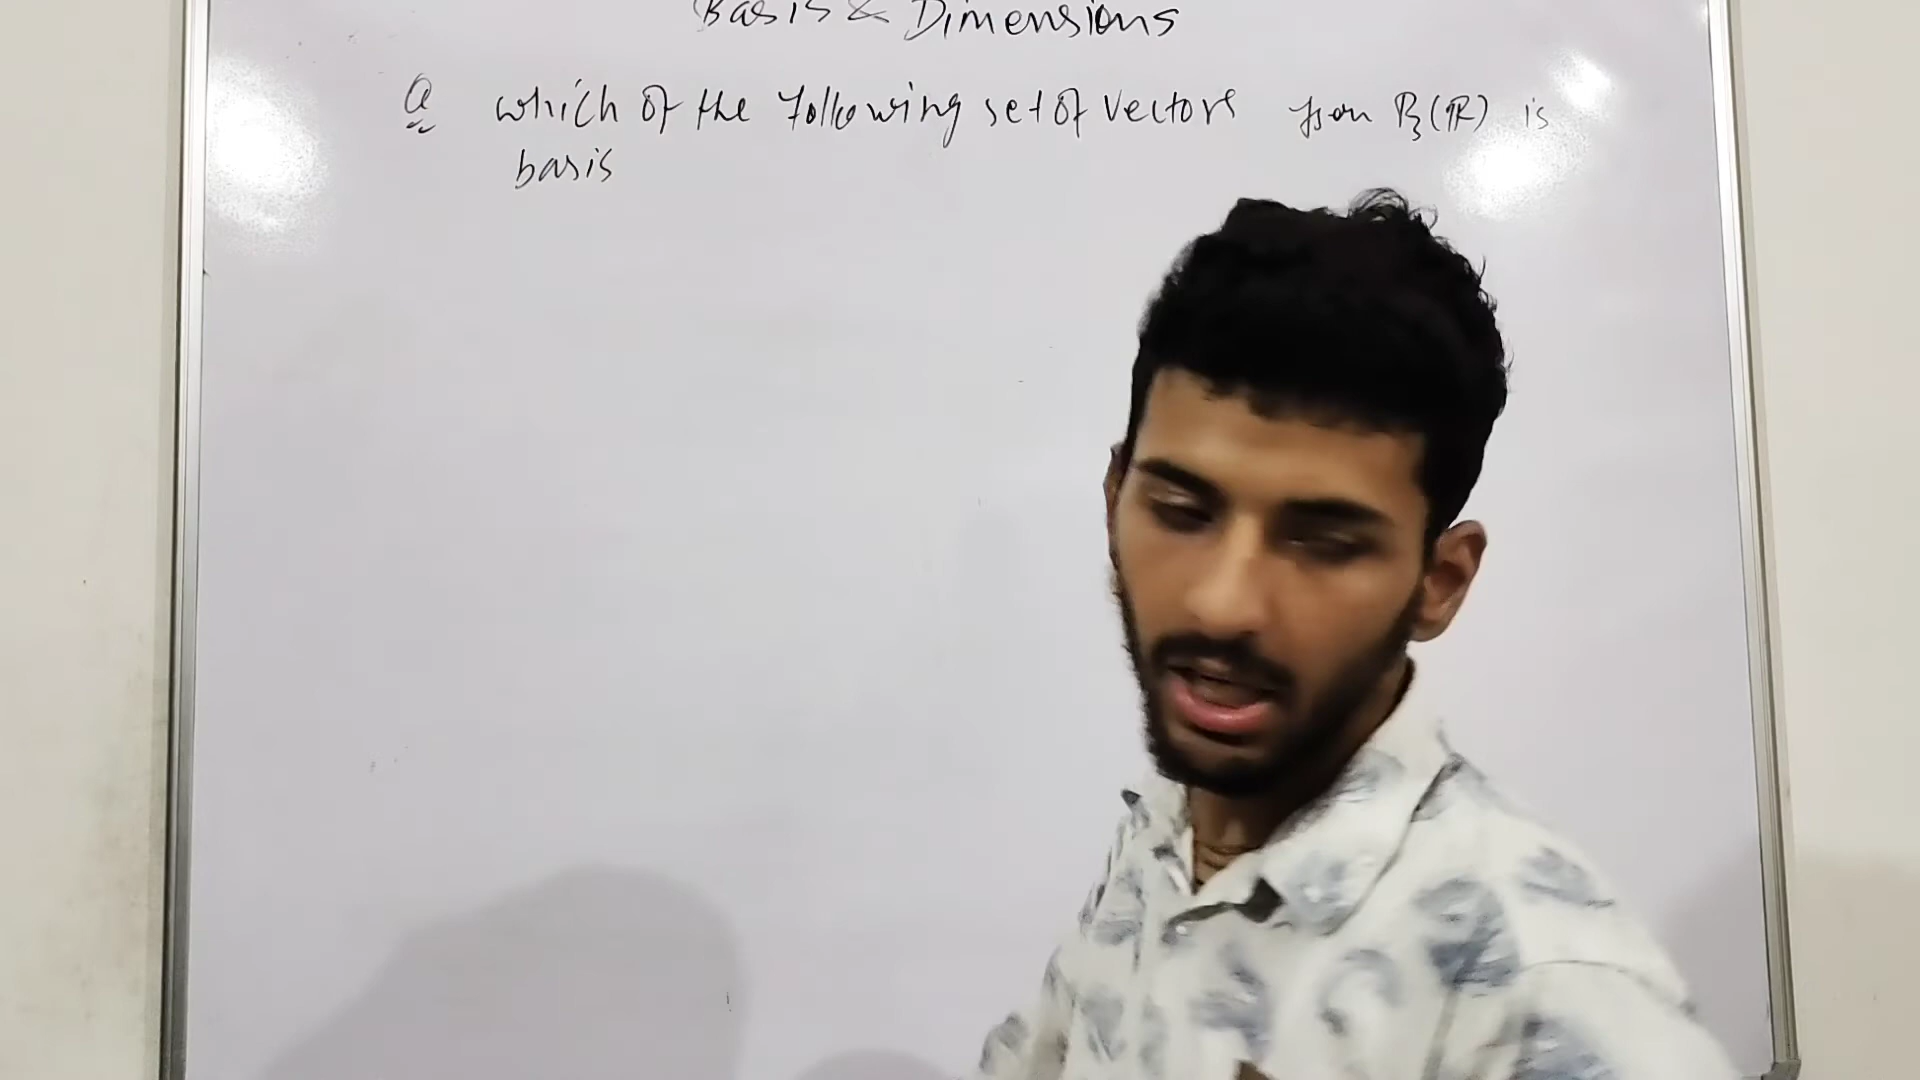 Basis & Dimensions
Q which of the following set of vectors from P₃(ℝ) is
basis